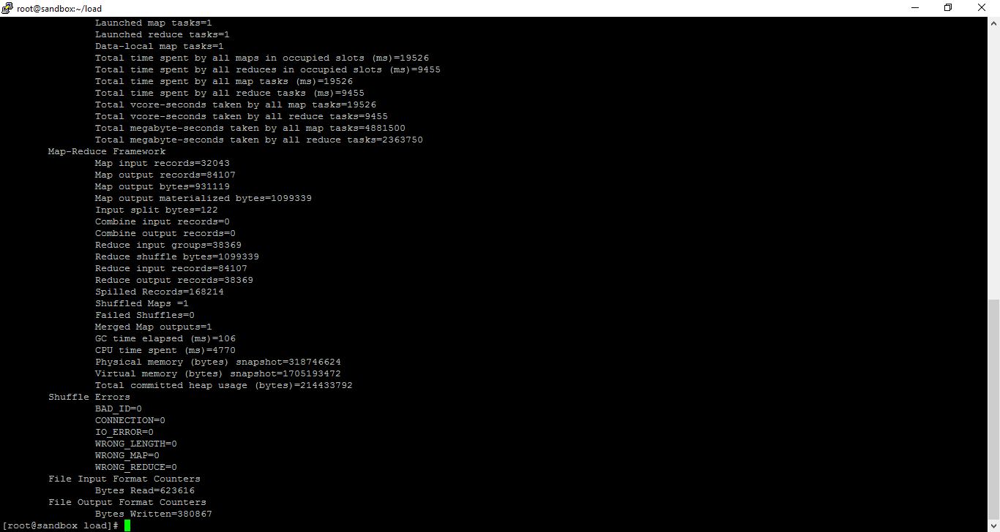 root@sandbox:~/load
Launched map tasks=1
Launched reduce tasks=1
Data-local map tasks=1
Total time spent by all maps in occupied slots (ms)=19526
Total time spent by all reduces in occupied slots (ms)=9455
Total time spent by all map tasks (ms)=19526
Total time spent by all reduce tasks (ms)=9455
Total vcore-seconds taken by all map tasks=19526
Total vcore-seconds taken by all reduce tasks=9455
Total megabyte-seconds taken by all map tasks=4881500
Total megabyte-seconds taken by all reduce tasks=2363750
Map-Reduce Framework
Map input records=32043
Map output records=84107
Map output bytes=931119
Map output materialized bytes=1099339
Input split bytes=122
Combine input records=0
Combine output records=0
Reduce input groups=38369
Reduce shuffle bytes=1099339
Reduce input records=84107
Reduce output records=38369
Spilled Records=168214
Shuffled Maps =1
Failed Shuffles=0
Merged Map outputs=1
GC time elapsed (ms)=106
CPU time spent (ms)=4770
Physical memory (bytes) snapshot=318746624
Virtual memory (bytes) snapshot=1705193472
Total committed heap usage (bytes)=214433792
Shuffle Errors
BAD_ID=0
CONNECTION=0
IO_ERROR=0
WRONG_LENGTH=0
WRONG_MAP=0
WRONG_REDUCE=0
File Input Format Counters
Bytes Read=623616
File Output Format Counters
Bytes Written=380867
[root@sandbox load]#